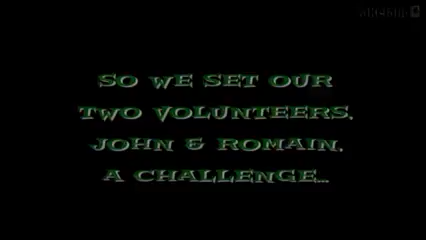 SO WE SET OUR
TWO VOLUNTEERS,
JOHN & ROMAIN,
A CHALLENGE...